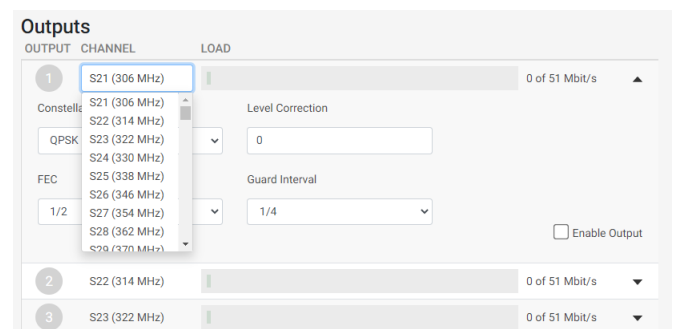 Outputs
OUTPUT CHANNEL LOAD
1 S21 (306 MHz) 0 of 51 Mbit/s
S21 (306 MHz)
Constella Level Correction
S22 (314 MHz)
QPSK S23 (322 MHz) 0
S24 (330 MHz)
FEC S25 (338 MHz) Guard Interval
S26 (346 MHz)
1/2 S27 (354 MHz) 1/4
S28 (362 MHz)
S29 (370 MHz)
Enable Output
2 S22 (314 MHz) 0 of 51 Mbit/s
3 S23 (322 MHz) 0 of 51 Mbit/s